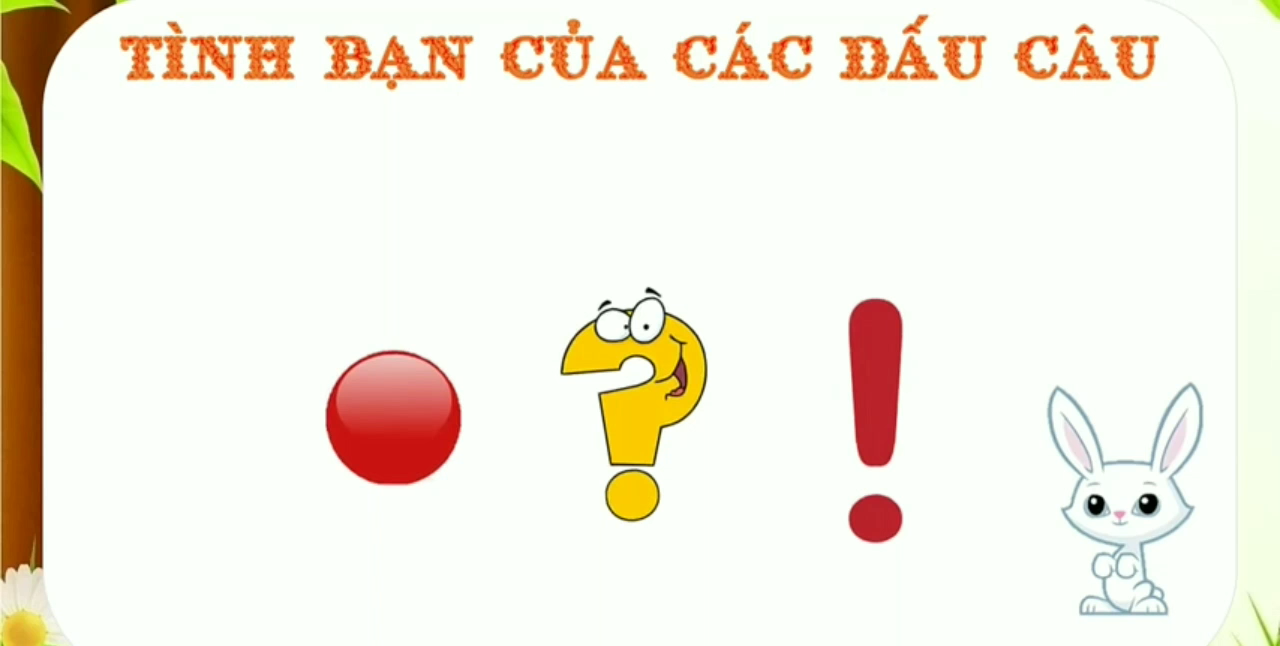 TÌNH BẠN CỦA CÁC DẤU CÂU
? !